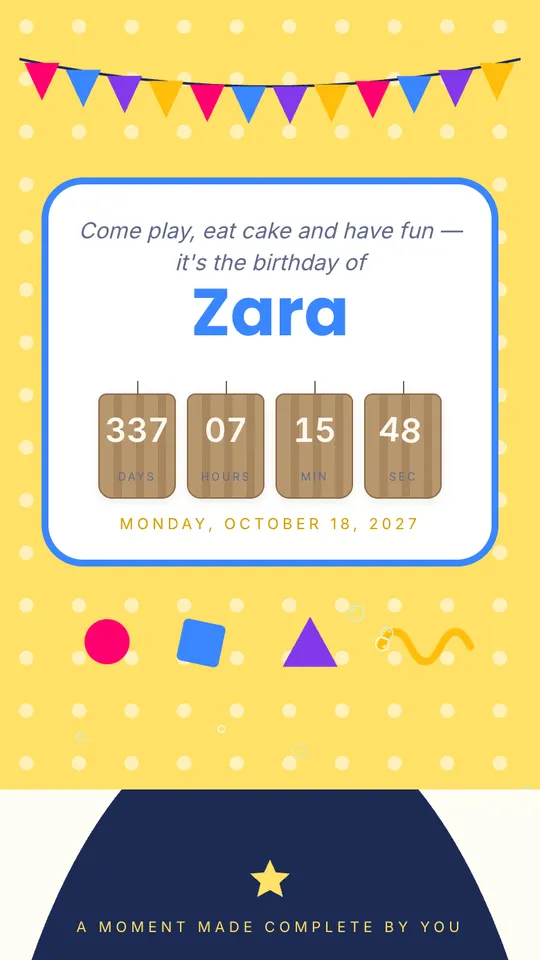 Come play, eat cake and have fun —
it's the birthday of
Zara
337 07 15 48
DAYS HOURS MIN SEC
MONDAY, OCTOBER 18, 2027
A MOMENT MADE COMPLETE BY YOU